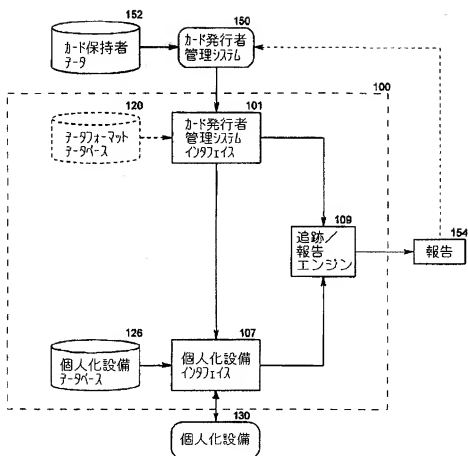 152
カード保持者
データ
150
カード発行者
管理システム
100
120
データフォーマット
データベース
101
カード発行者
管理システム
インタフェイス
109
追跡／
報告
エンジン
154
報告
126
個人化設備
データベース
107
個人化設備
インタフェイス
130
個人化設備